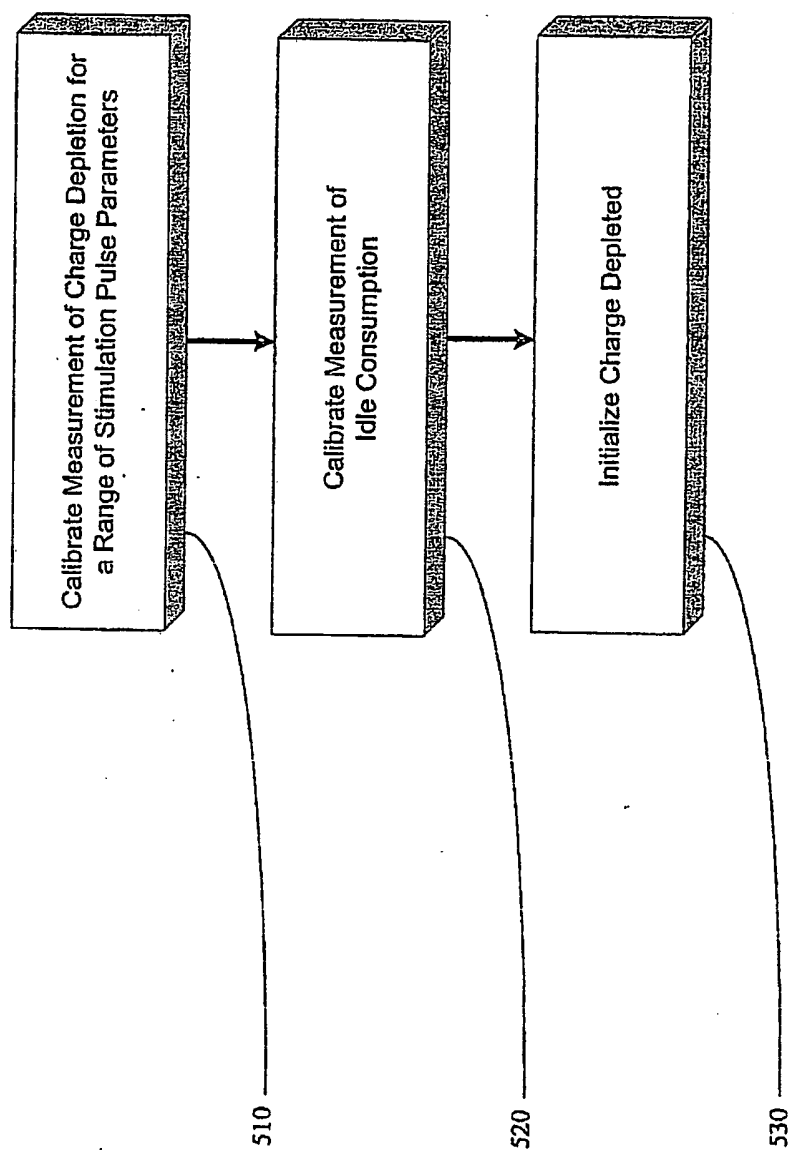 Calibrate Measurement of Charge Depletion for
a Range of Stimulation Pulse Parameters
Calibrate Measurement of
Idle Consumption
Initialize Charge Depleted
510
520
530